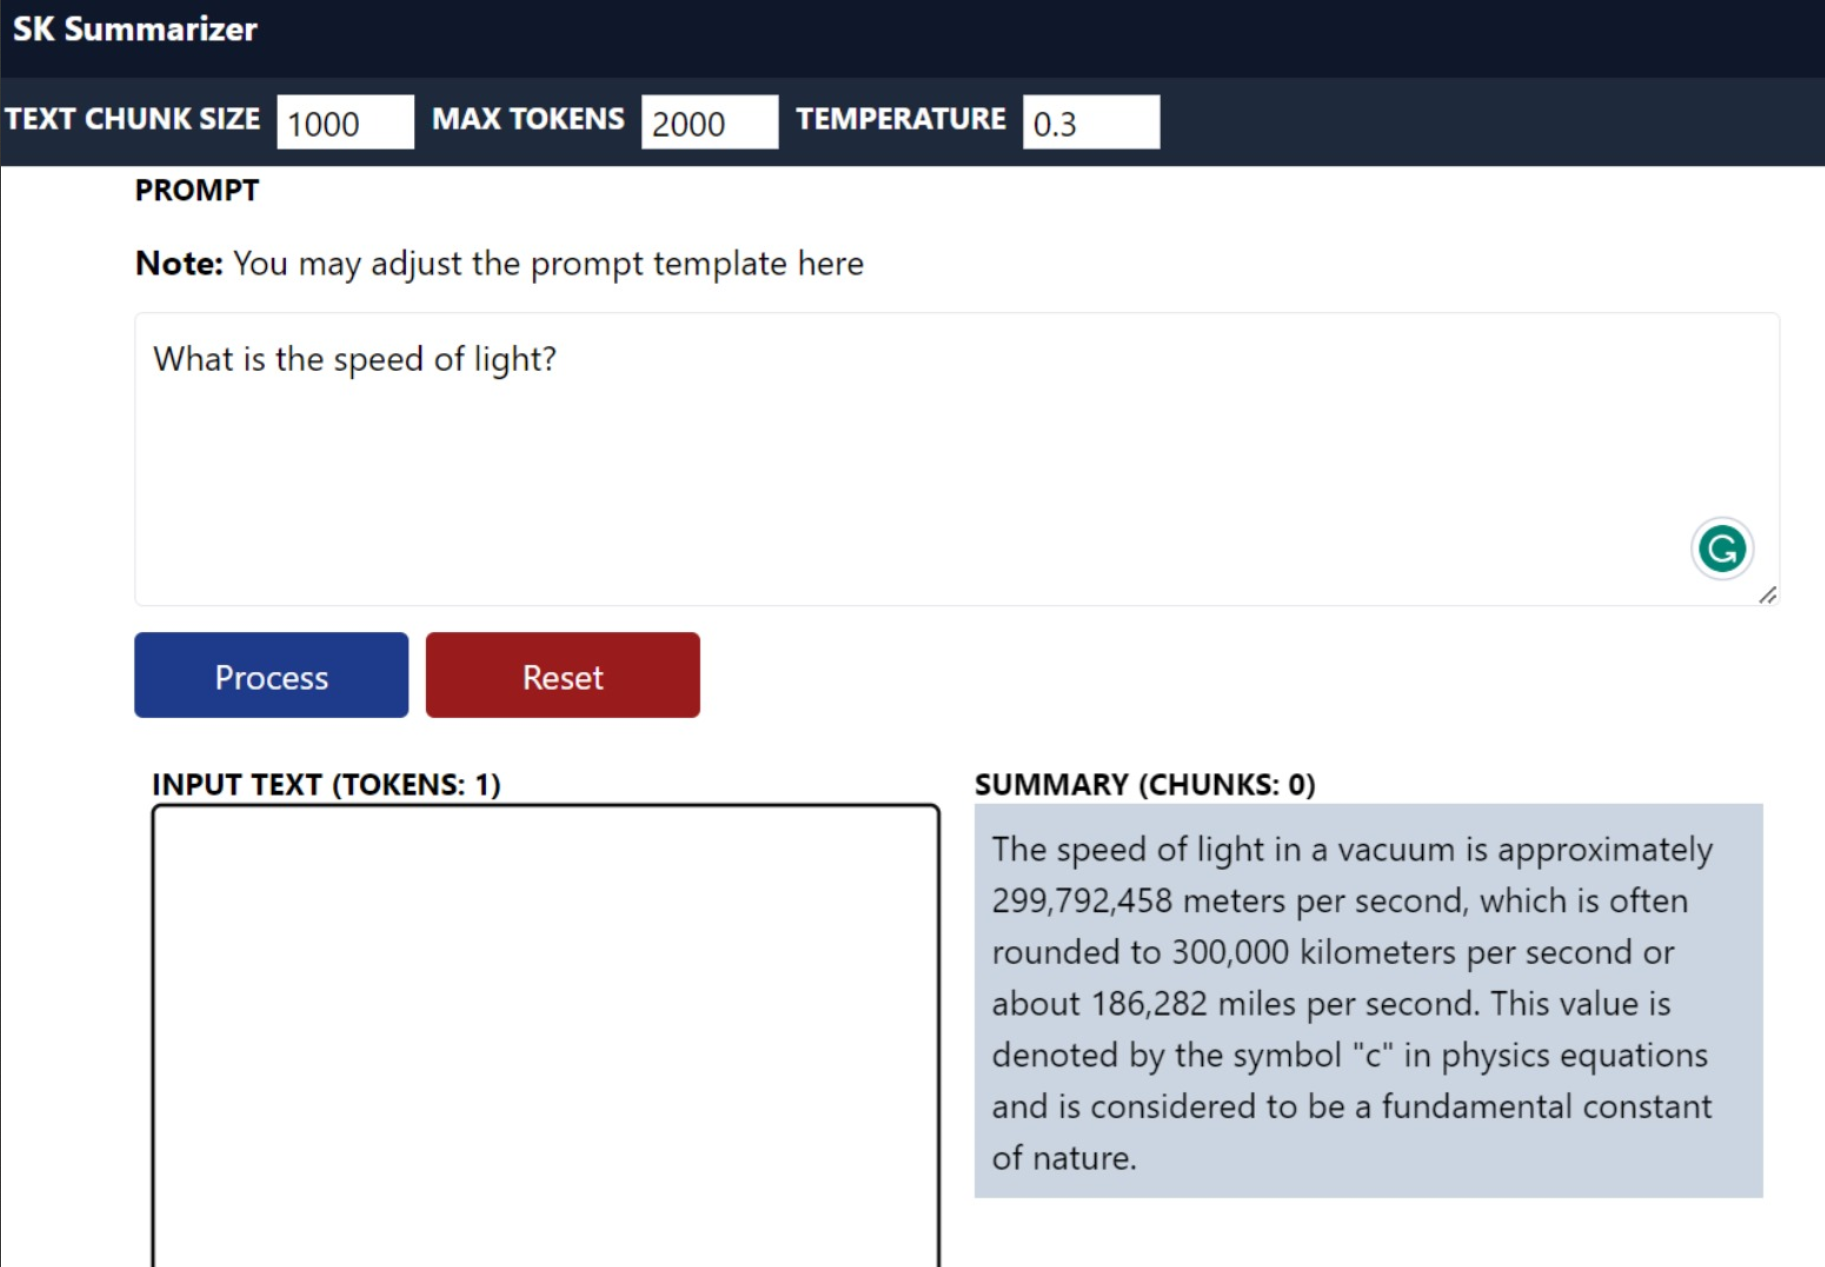 SK Summarizer
TEXT CHUNK SIZE 1000 MAX TOKENS 2000 TEMPERATURE 0.3
PROMPT
Note: You may adjust the prompt template here
What is the speed of light?
Process Reset
INPUT TEXT (TOKENS: 1)
SUMMARY (CHUNKS: 0)
The speed of light in a vacuum is approximately
299,792,458 meters per second, which is often
rounded to 300,000 kilometers per second or
about 186,282 miles per second. This value is
denoted by the symbol "c" in physics equations
and is considered to be a fundamental constant
of nature.